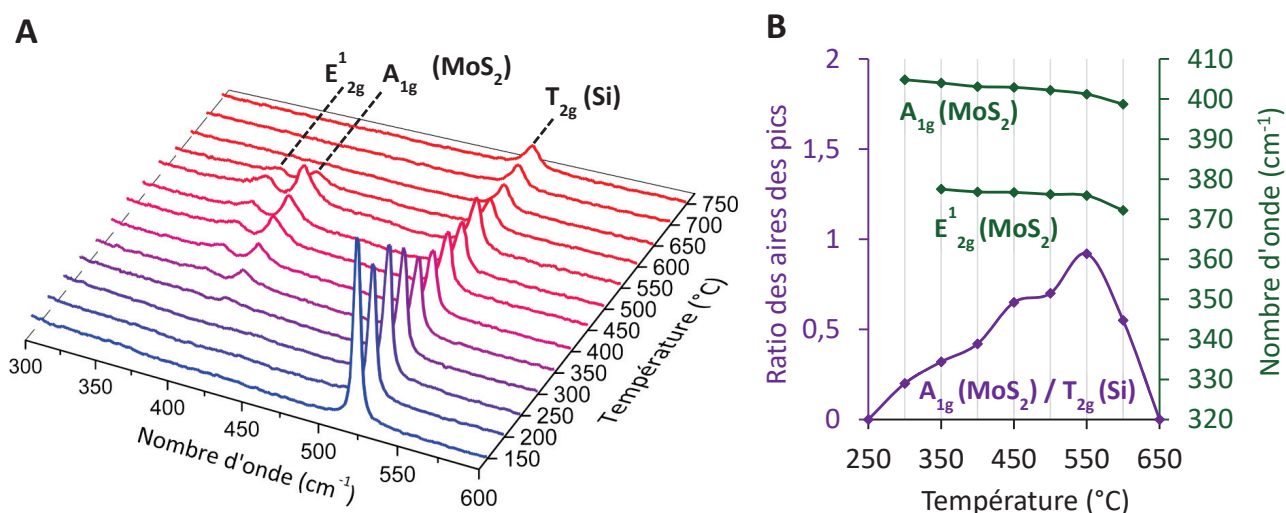 A
E¹₂g A₁g (MoS₂)
T₂g (Si)
300
350
400
450
500
550
600
Nombre d'onde (cm⁻¹)
150
200
250
300
350
400
450
500
550
600
650
700
750
Température (°C)
B
2
1,5
1
0,5
0
Ratio des aires des pics
A₁g (MoS₂)
E¹₂g (MoS₂)
A₁g (MoS₂) / T₂g (Si)
410
400
390
380
370
360
350
340
330
320
Nombre d'onde (cm⁻¹)
250 350 450 550 650
Température (°C)